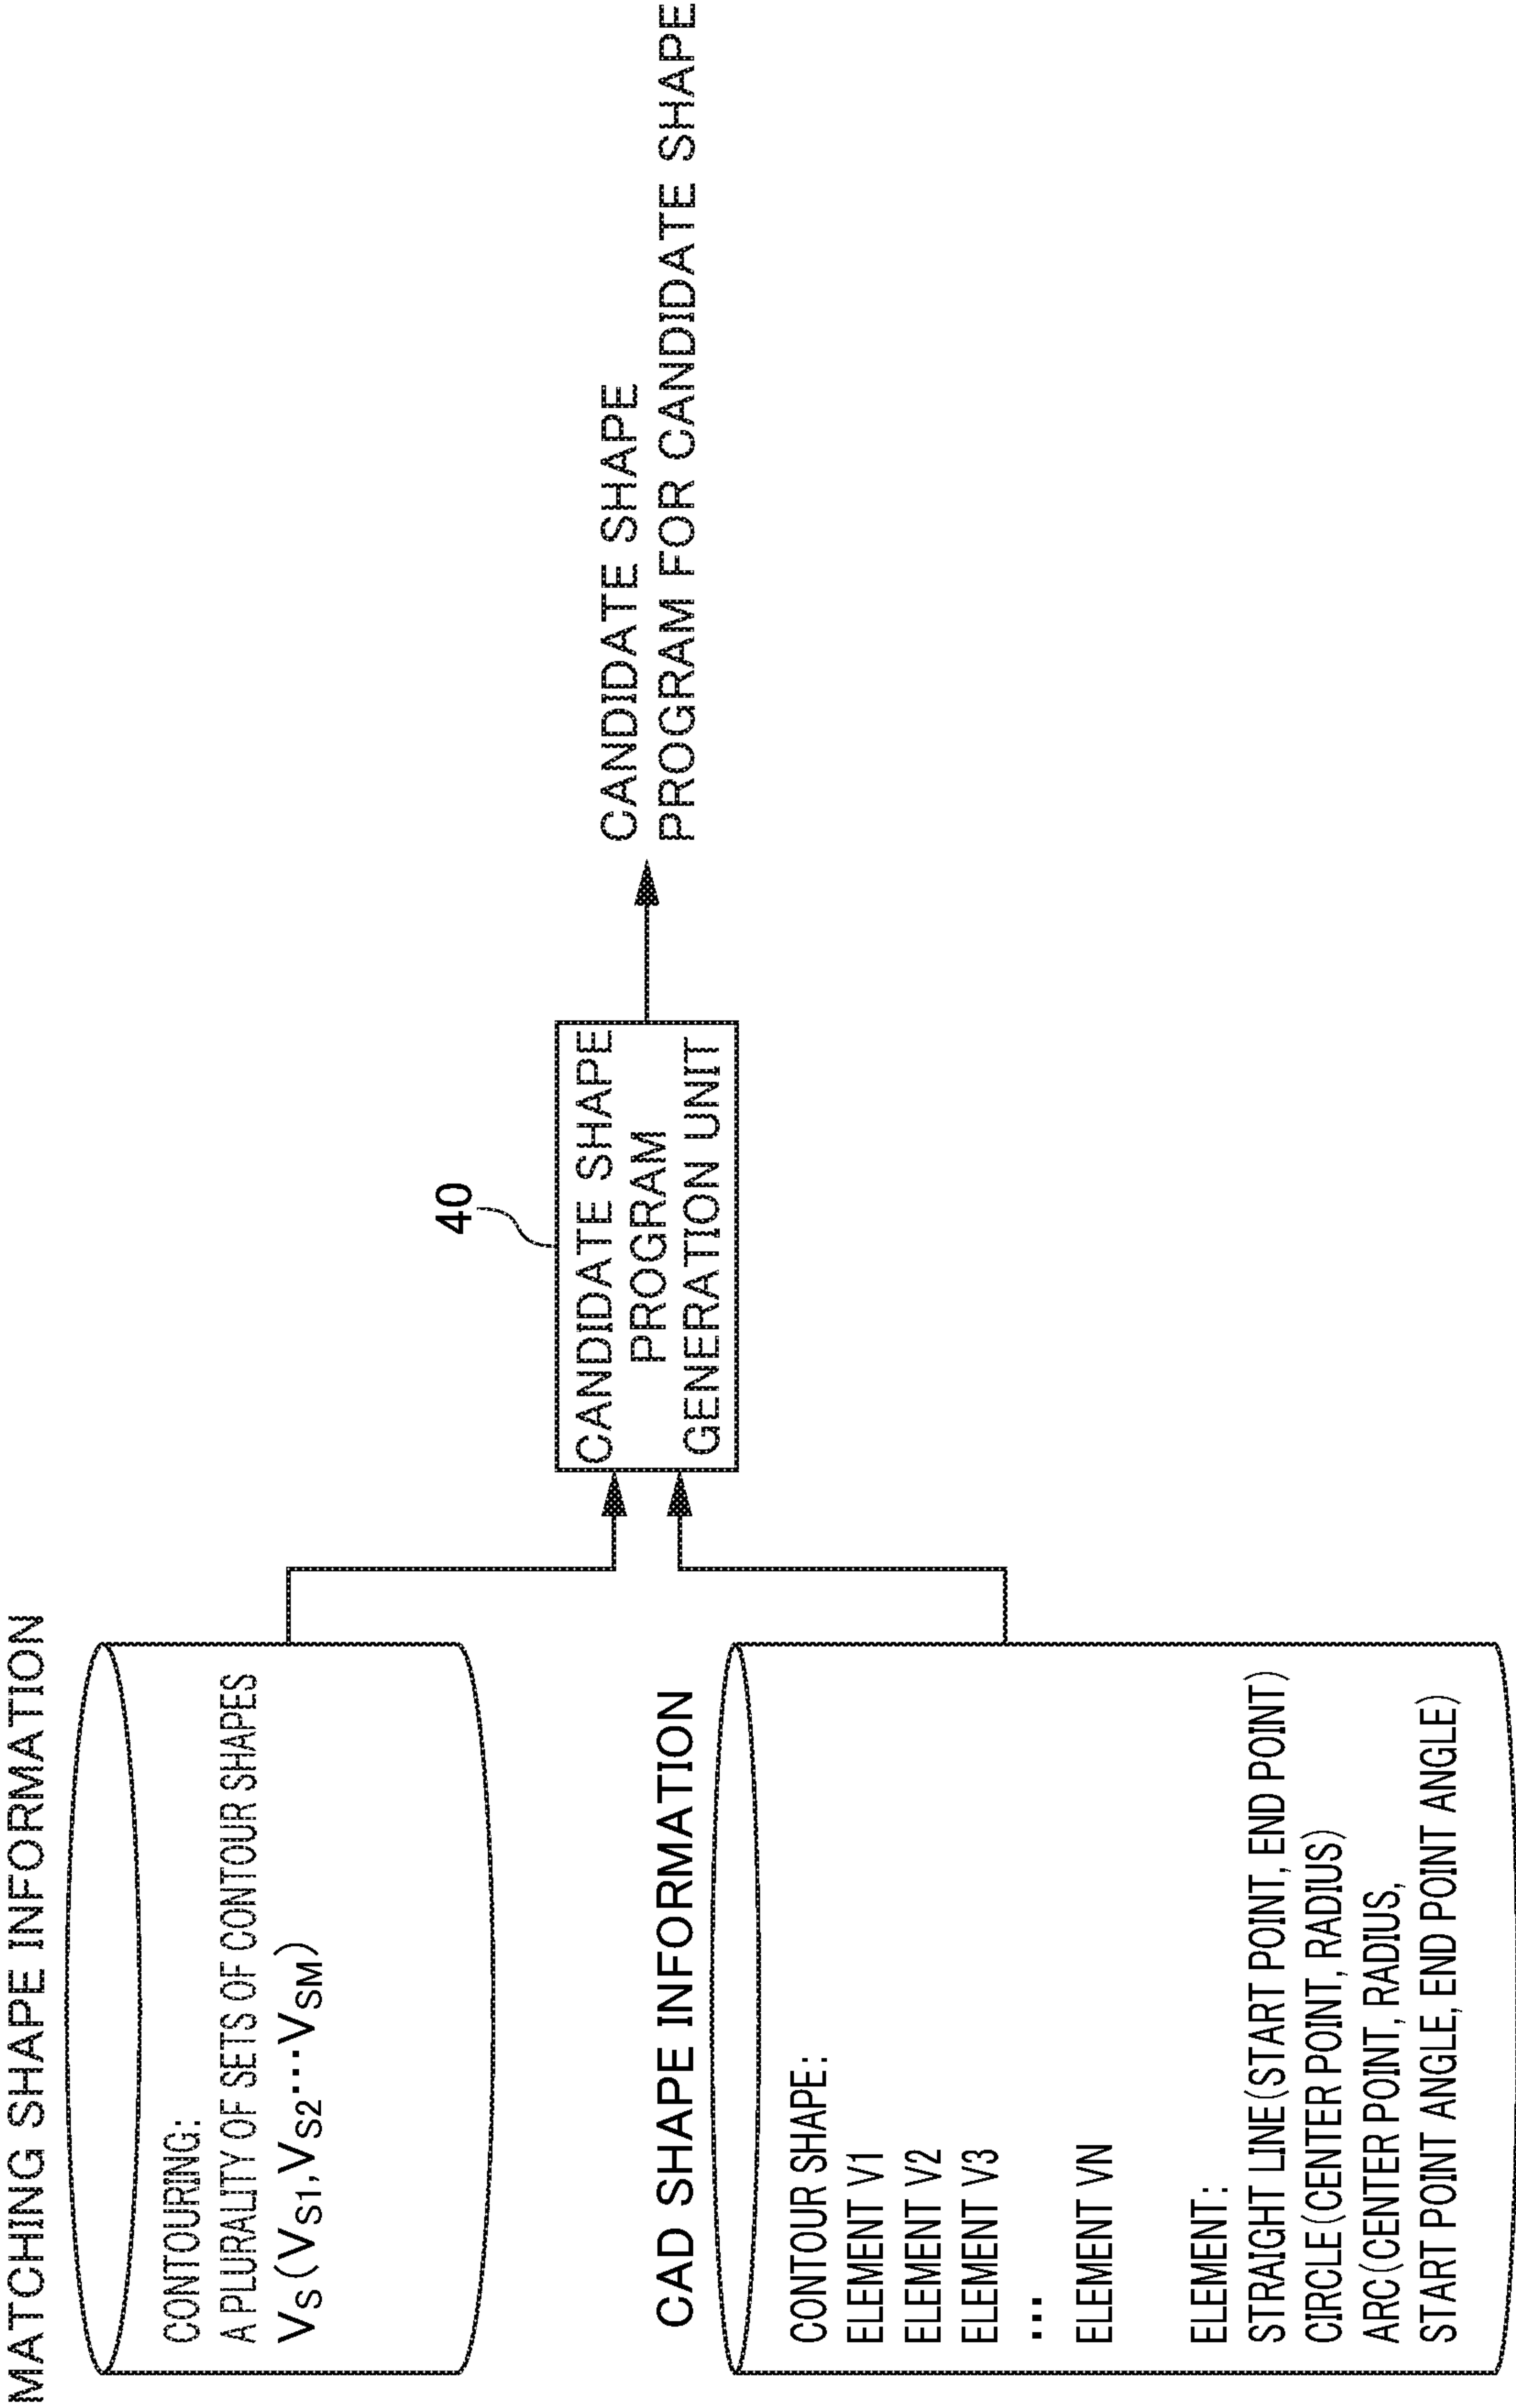 MATCHING SHAPE INFORMATION
CONTOURING:
A PLURALITY OF SETS OF CONTOUR SHAPES
VS(VS1,VS2···VSM)
CAD SHAPE INFORMATION
CONTOUR SHAPE:
ELEMENT V1
ELEMENT V2
ELEMENT V3
···
ELEMENT VN
ELEMENT:
STRAIGHT LINE(START POINT, END POINT)
CIRCLE(CENTER POINT, RADIUS)
ARC(CENTER POINT, RADIUS,
START POINT ANGLE, END POINT ANGLE)
40
CANDIDATE SHAPE
PROGRAM
GENERATION UNIT
CANDIDATE SHAPE
PROGRAM FOR CANDIDATE SHAPE